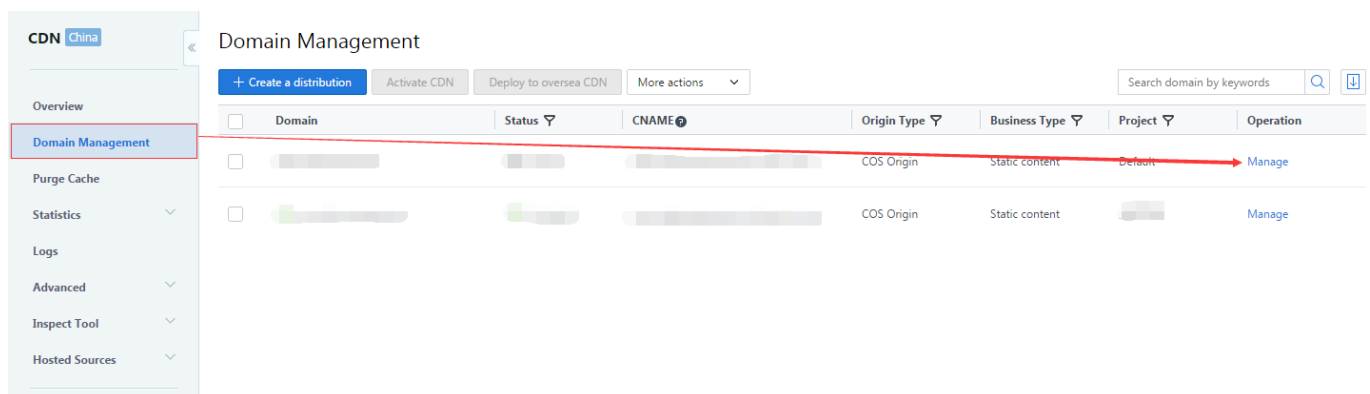 CDN China
Domain Management
+ Create a distribution Activate CDN Deploy to oversea CDN More actions Search domain by keywords
Overview
Domain Status CNAME Origin Type Business Type Project Operation
Domain Management
COS Origin Static content Default Manage
Purge Cache
Statistics
COS Origin Static content Manage
Logs
Advanced
Inspect Tool
Hosted Sources